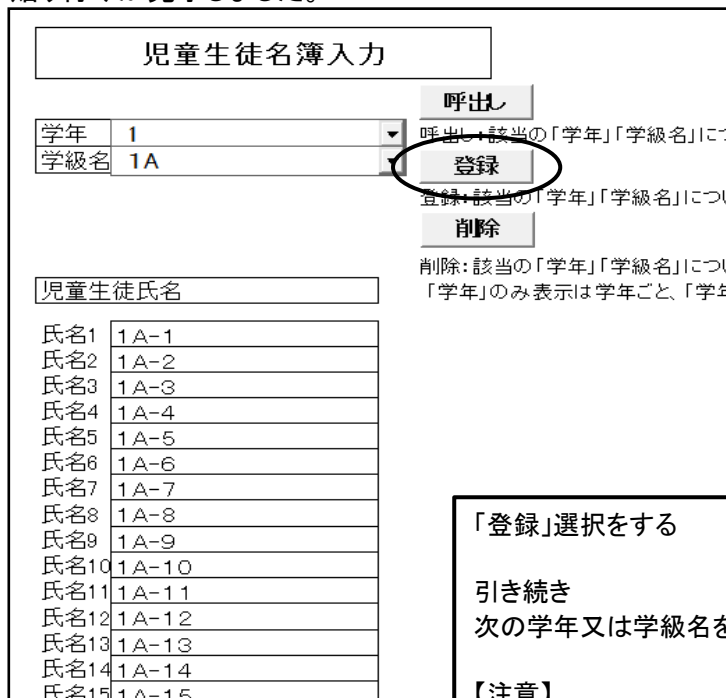 児童生徒名簿入力
呼出し
学年 1
呼出し：該当の「学年」「学級名」に
学級名 1A
登録
登録：該当の「学年」「学級名」につ
削除
削除：該当の「学年」「学級名」につ
児童生徒氏名
「学年」のみ表示は学年ごと、「学
氏名1 1A-1
氏名2 1A-2
氏名3 1A-3
氏名4 1A-4
氏名5 1A-5
氏名6 1A-6
氏名7 1A-7
氏名8 1A-8
「登録」選択をする
氏名9 1A-9
氏名10 1A-10
氏名11 1A-11
引き続き
氏名12 1A-12
次の学年又は学級名を
氏名13 1A-13
氏名14 1A-14
氏名15 1A-15
【注意】